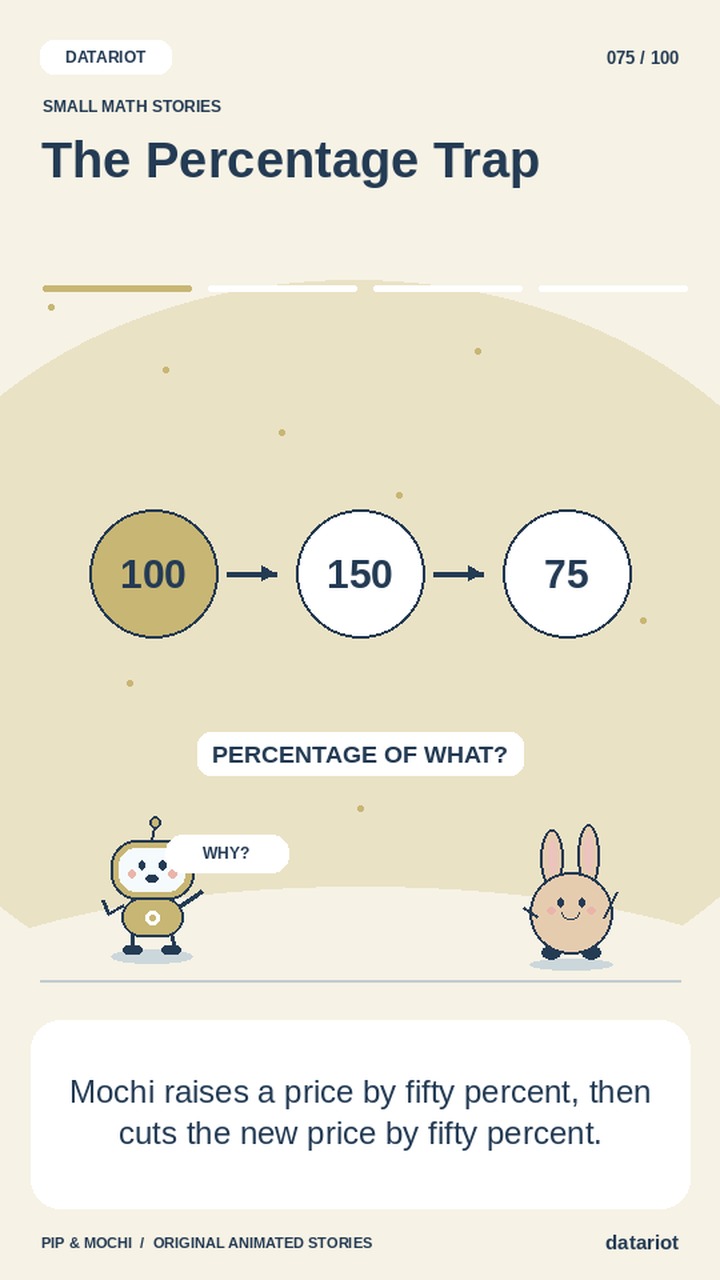 DATARIOT
075 / 100
SMALL MATH STORIES
The Percentage Trap
100
150
75
PERCENTAGE OF WHAT?
WHY?
Mochi raises a price by fifty percent, then
cuts the new price by fifty percent.
PIP & MOCHI / ORIGINAL ANIMATED STORIES
datariot